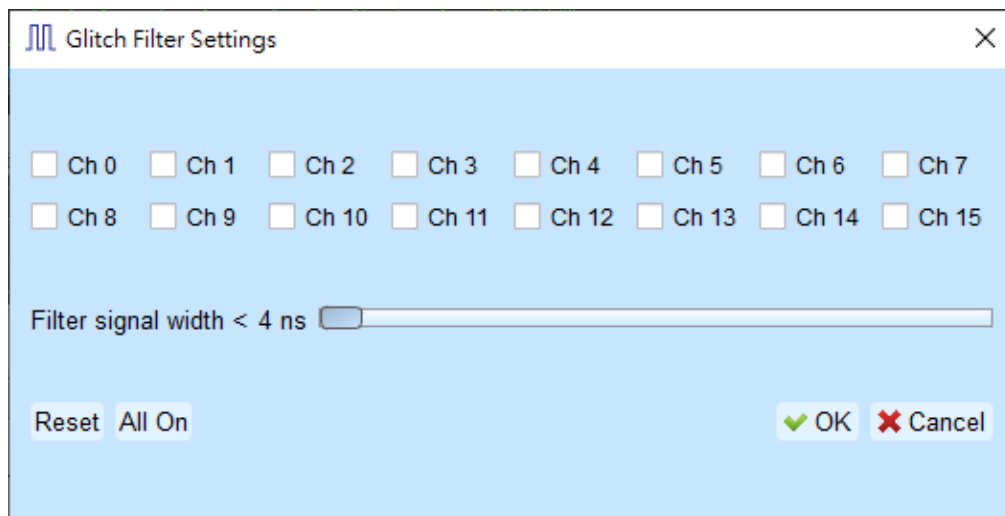 Glitch Filter Settings
Ch 0 Ch 1 Ch 2 Ch 3 Ch 4 Ch 5 Ch 6 Ch 7
Ch 8 Ch 9 Ch 10 Ch 11 Ch 12 Ch 13 Ch 14 Ch 15
Filter signal width < 4 ns
Reset All On OK Cancel